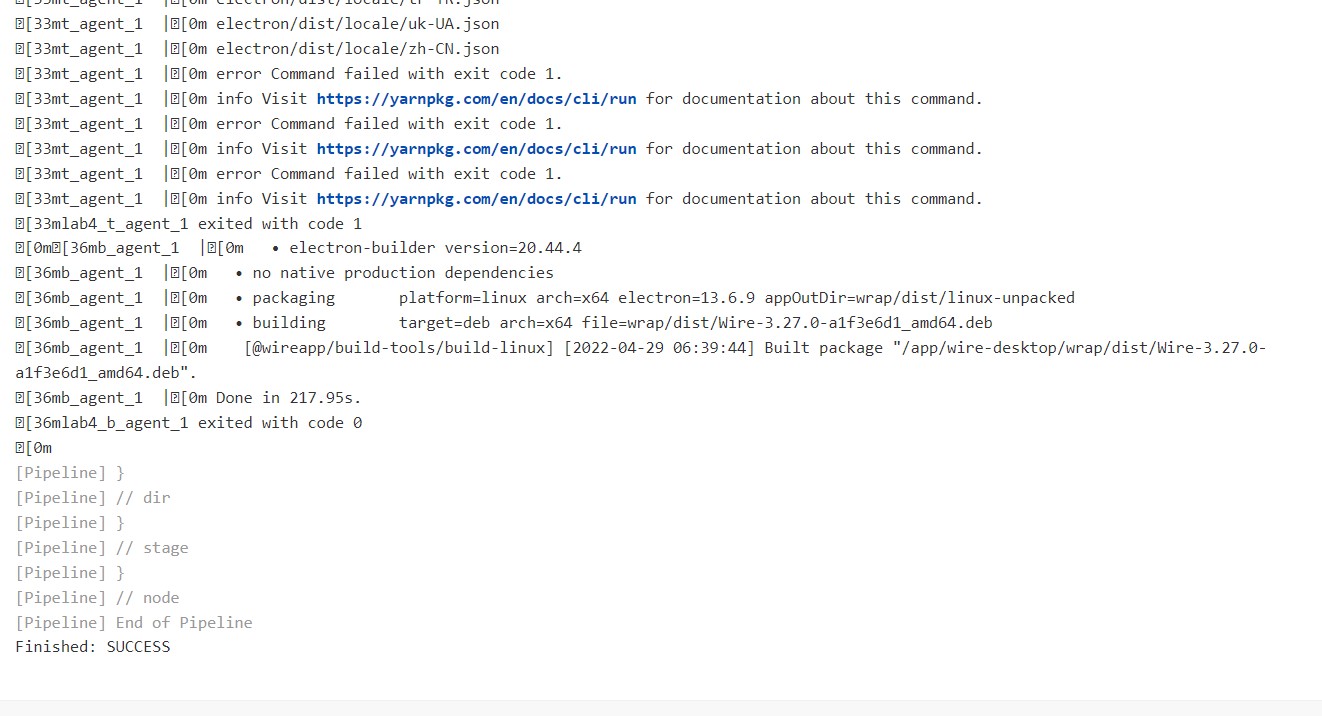 [33mt_agent_1  |[0m electron/dist/locale/tr-TR.json
[33mt_agent_1  |[0m electron/dist/locale/uk-UA.json
[33mt_agent_1  |[0m electron/dist/locale/zh-CN.json
[33mt_agent_1  |[0m error Command failed with exit code 1.
[33mt_agent_1  |[0m info Visit https://yarnpkg.com/en/docs/cli/run for documentation about this command.
[33mt_agent_1  |[0m error Command failed with exit code 1.
[33mt_agent_1  |[0m info Visit https://yarnpkg.com/en/docs/cli/run for documentation about this command.
[33mt_agent_1  |[0m error Command failed with exit code 1.
[33mt_agent_1  |[0m info Visit https://yarnpkg.com/en/docs/cli/run for documentation about this command.
[33mlab4_t_agent_1 exited with code 1
[0m[36mb_agent_1  |[0m   • electron-builder version=20.44.4
[36mb_agent_1  |[0m   • no native production dependencies
[36mb_agent_1  |[0m   • packaging       platform=linux arch=x64 electron=13.6.9 appOutDir=wrap/dist/linux-unpacked
[36mb_agent_1  |[0m   • building        target=deb arch=x64 file=wrap/dist/Wire-3.27.0-a1f3e6d1_amd64.deb
[36mb_agent_1  |[0m    [@wireapp/build-tools/build-linux] [2022-04-29 06:39:44] Built package "/app/wire-desktop/wrap/dist/Wire-3.27.0-
a1f3e6d1_amd64.deb".
[36mb_agent_1  |[0m Done in 217.95s.
[36mlab4_b_agent_1 exited with code 0
[0m
[Pipeline] }
[Pipeline] // dir
[Pipeline] }
[Pipeline] // stage
[Pipeline] }
[Pipeline] // node
[Pipeline] End of Pipeline
Finished: SUCCESS